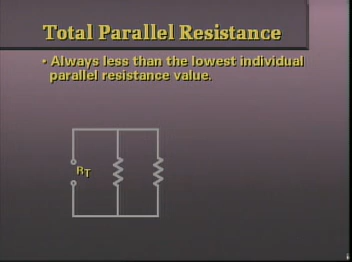 Total Parallel Resistance
• Always less than the lowest individual
parallel resistance value.
RT